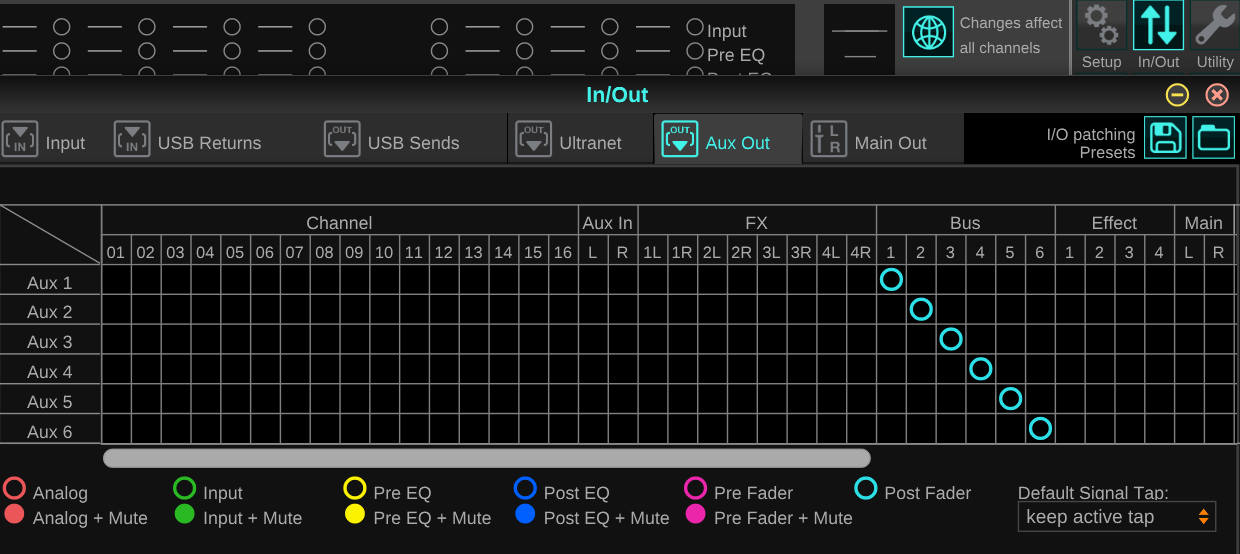 Input
Pre EQ
Post EQ
Changes affect
all channels
Setup In/Out Utility
In/Out
IN Input IN USB Returns OUT USB Sends OUT Ultranet OUT Aux Out L R Main Out
I/O patching
Presets
Channel Aux In FX Bus Effect Main
01 02 03 04 05 06 07 08 09 10 11 12 13 14 15 16 L R 1L 1R 2L 2R 3L 3R 4L 4R 1 2 3 4 5 6 1 2 3 4 L R
Aux 1
Aux 2
Aux 3
Aux 4
Aux 5
Aux 6
Analog Input Pre EQ Post EQ Pre Fader Post Fader Default Signal Tap:
Analog + Mute Input + Mute Pre EQ + Mute Post EQ + Mute Pre Fader + Mute keep active tap